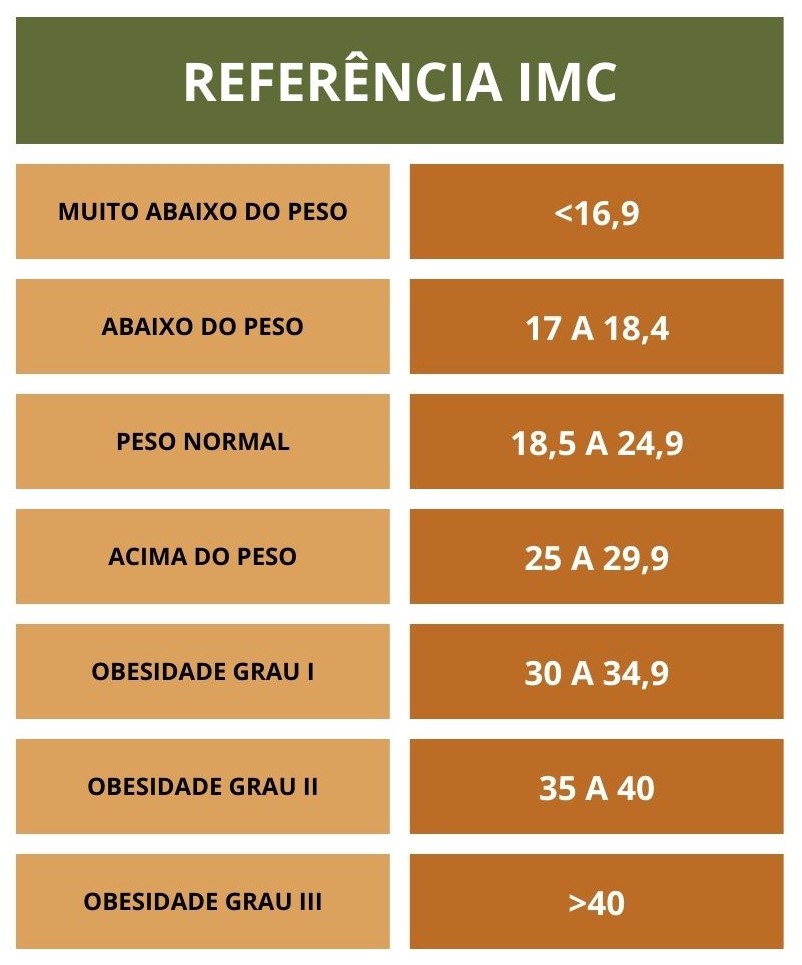 REFERÊNCIA IMC
MUITO ABAIXO DO PESO
<16,9
ABAIXO DO PESO
17 A 18,4
PESO NORMAL
18,5 A 24,9
ACIMA DO PESO
25 A 29,9
OBESIDADE GRAU I
30 A 34,9
OBESIDADE GRAU II
35 A 40
OBESIDADE GRAU III
>40